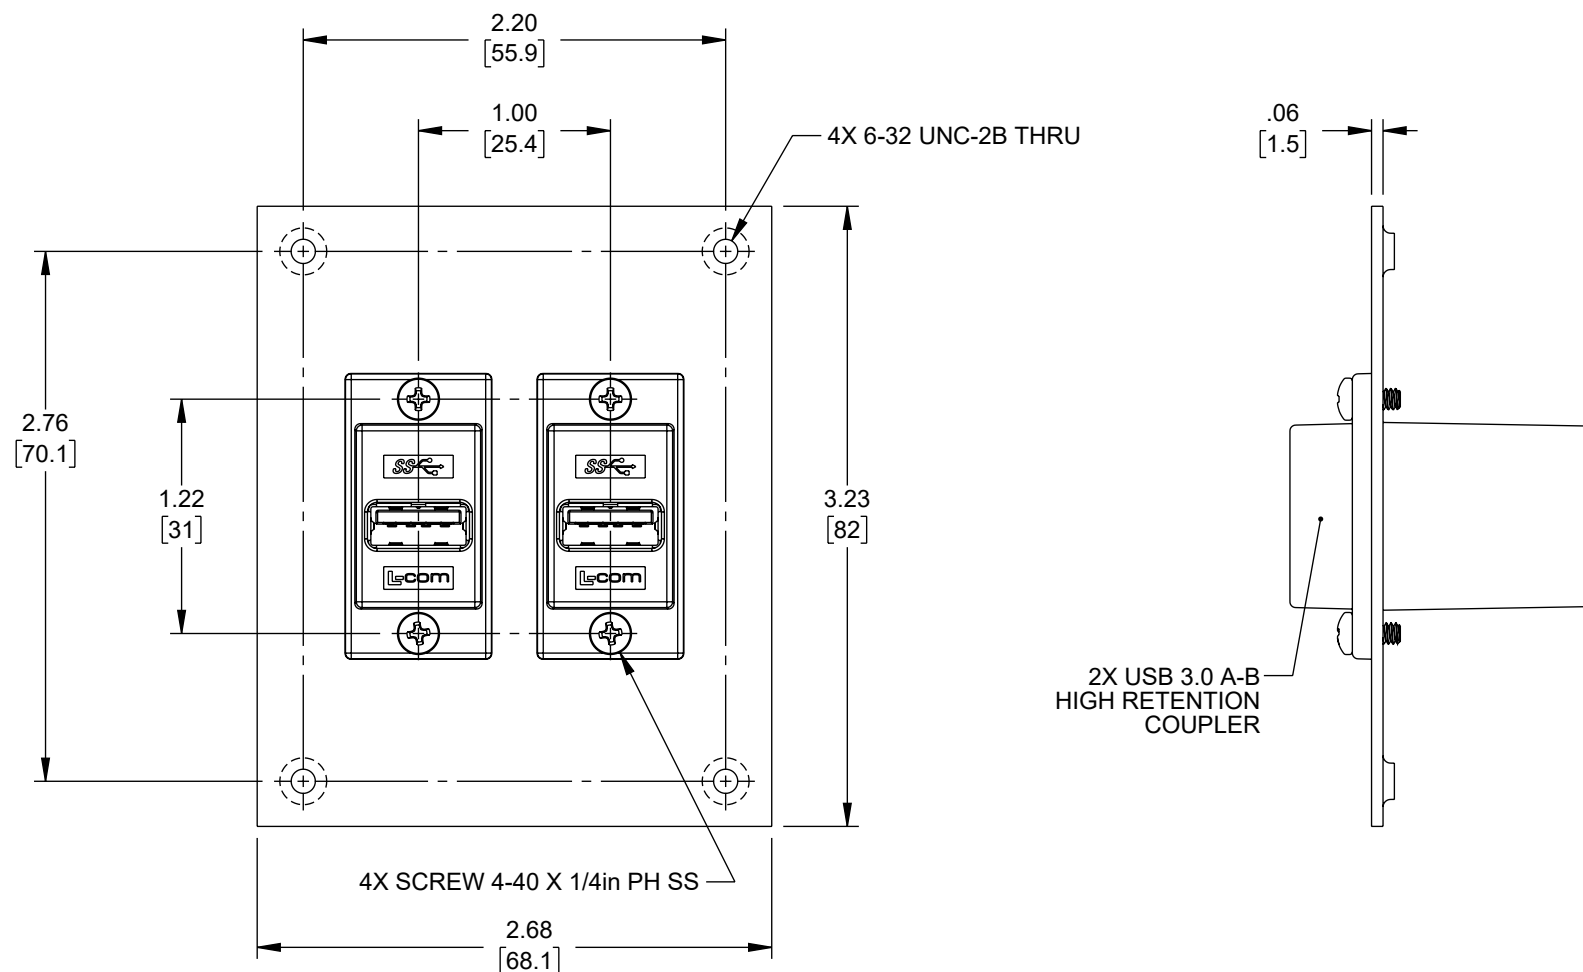 2.20
[55.9]
1.00
[25.4]
4X 6-32 UNC-2B THRU
.06
[1.5]
2.76
[70.1]
1.22
[31]
SS
SS
3.23
[82]
L-com
L-com
2X USB 3.0 A-B
HIGH RETENTION
COUPLER
4X SCREW 4-40 X 1/4in PH SS
2.68
[68.1]